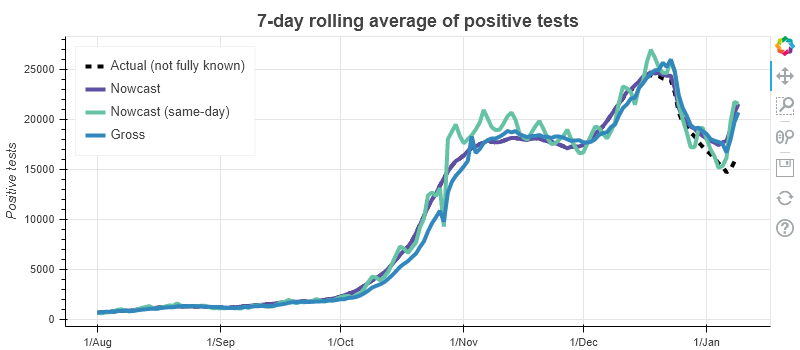 7-day rolling average of positive tests
Actual (not fully known)
Nowcast
Nowcast (same-day)
Gross
Positive tests
25000
20000
15000
10000
5000
0
1/Aug
1/Sep
1/Oct
1/Nov
1/Dec
1/Jan